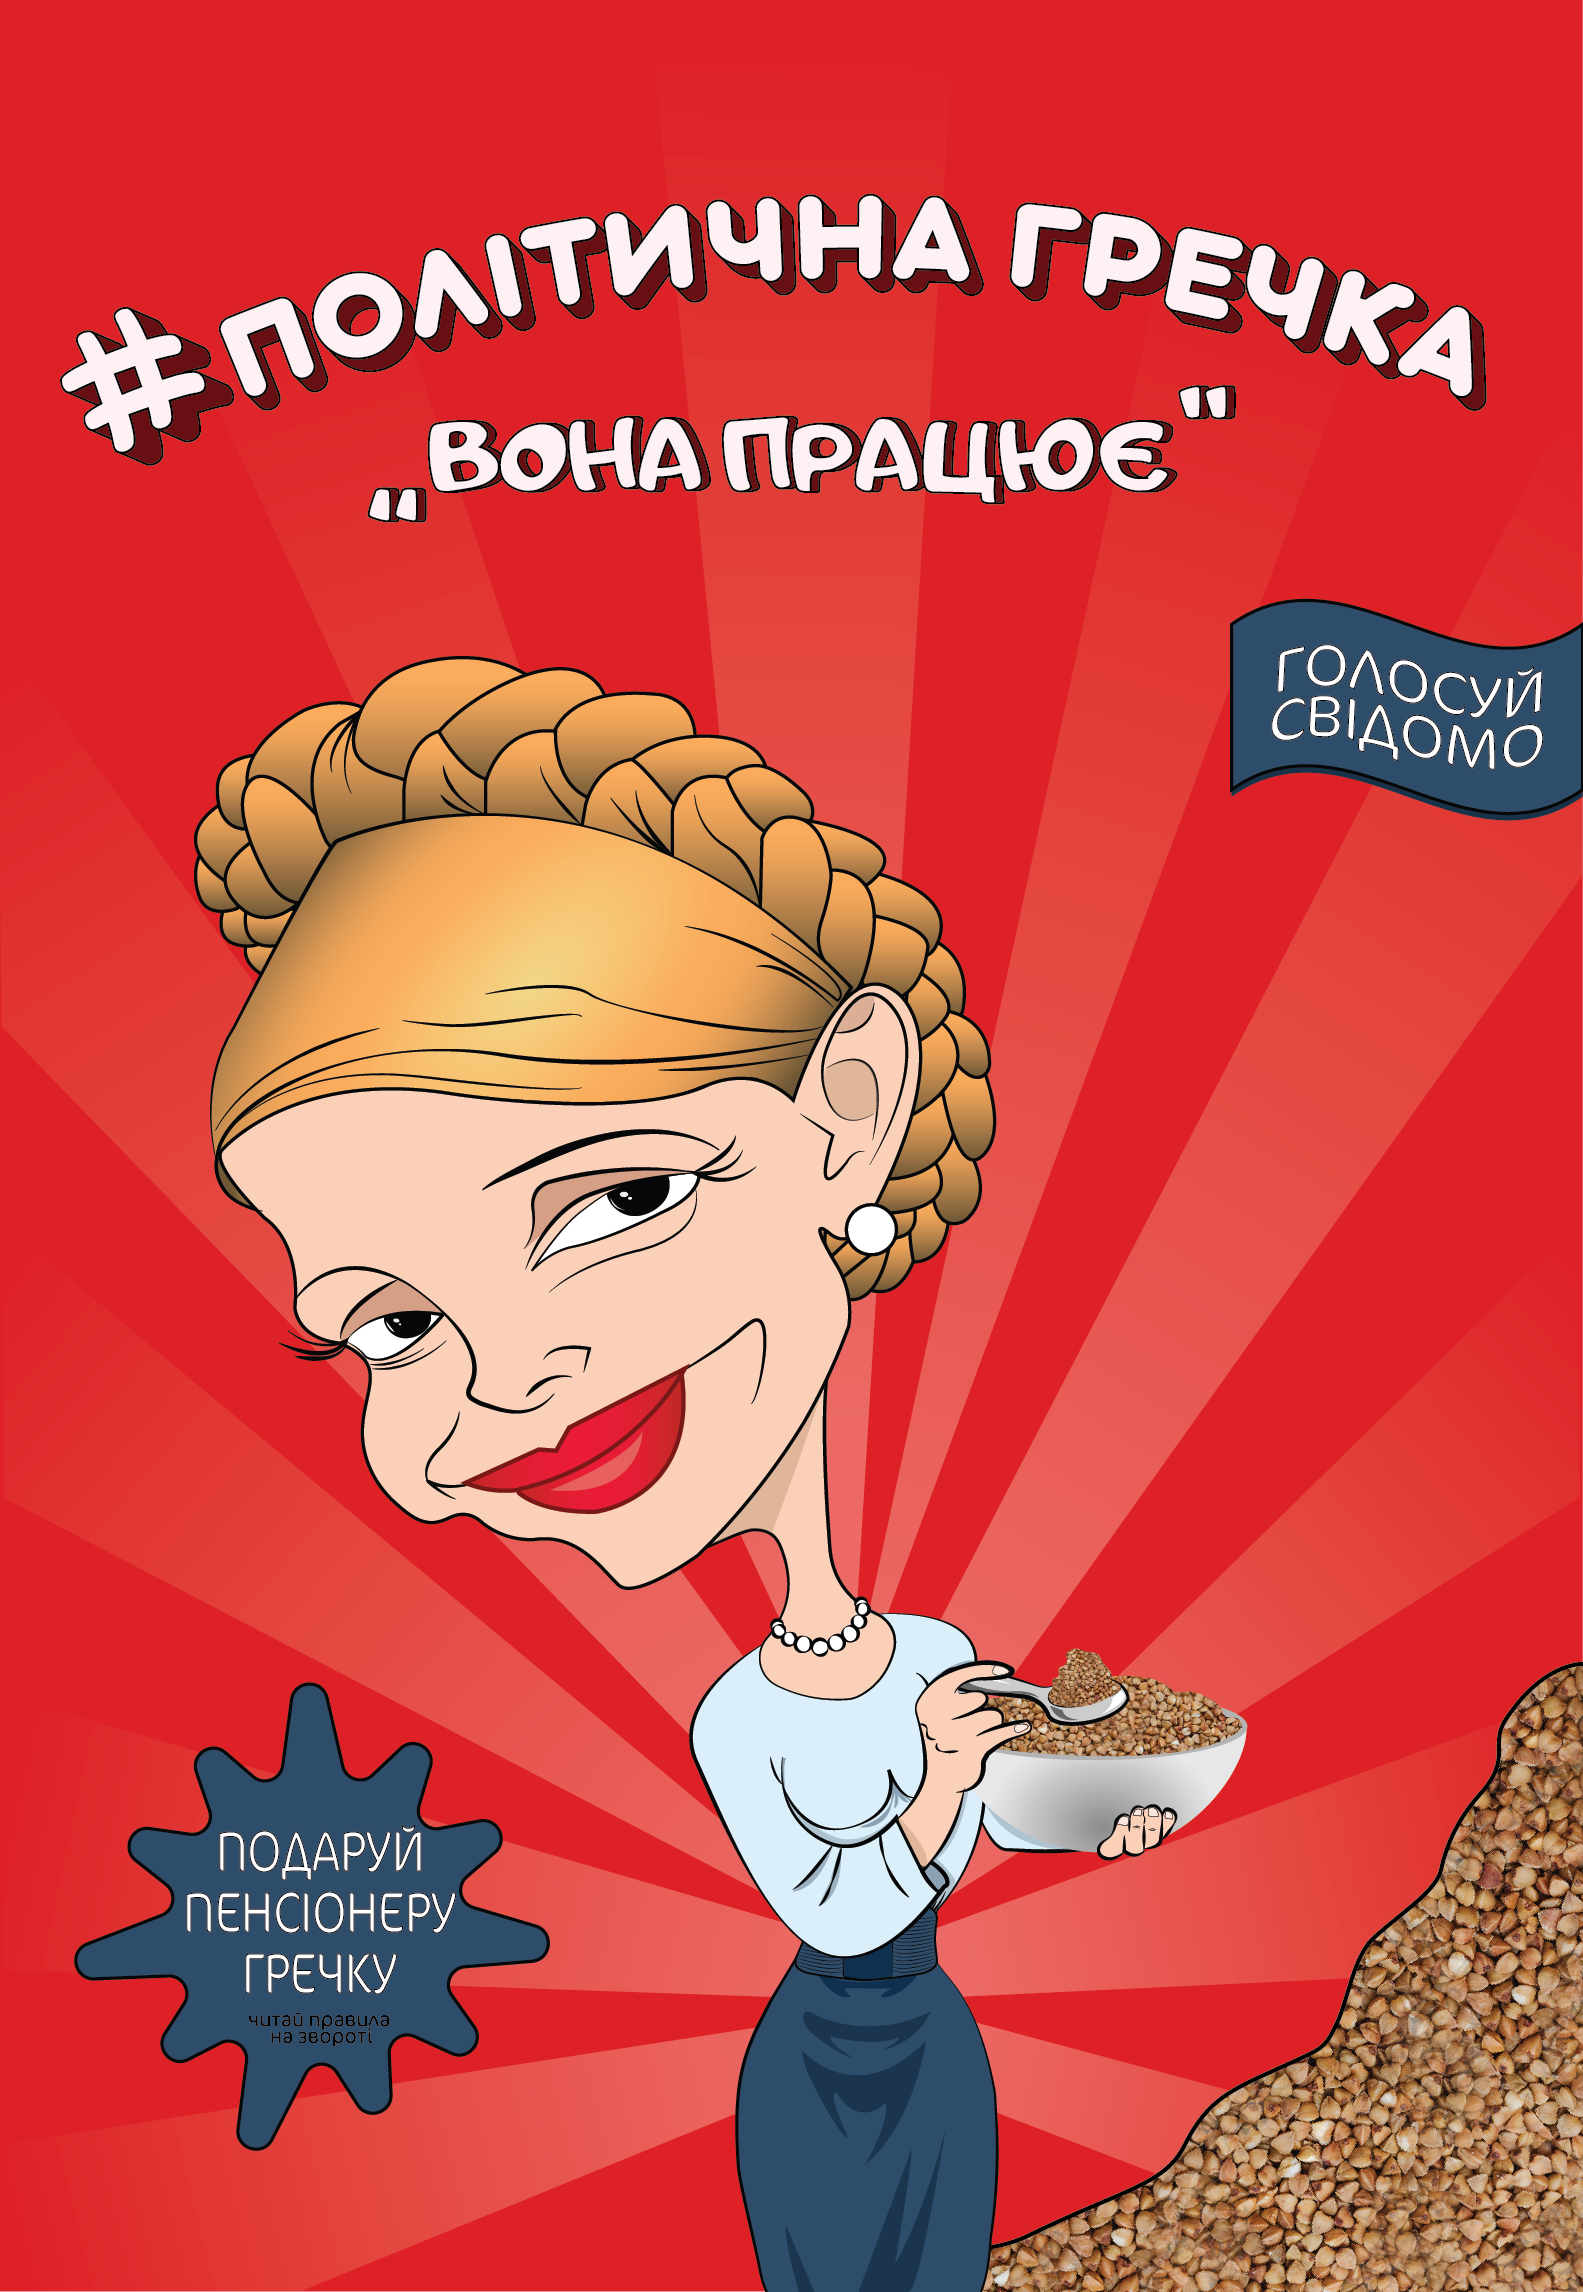 #ПОЛІТИЧНА ГРЕЧКА
„ВОНА ПРАЦЮЄ"
ГОЛОСУЙ
СВІДОМО
ПОДАРУЙ
ПЕНСІОНЕРУ
ГРЕЧКУ
читай правила
на звороті